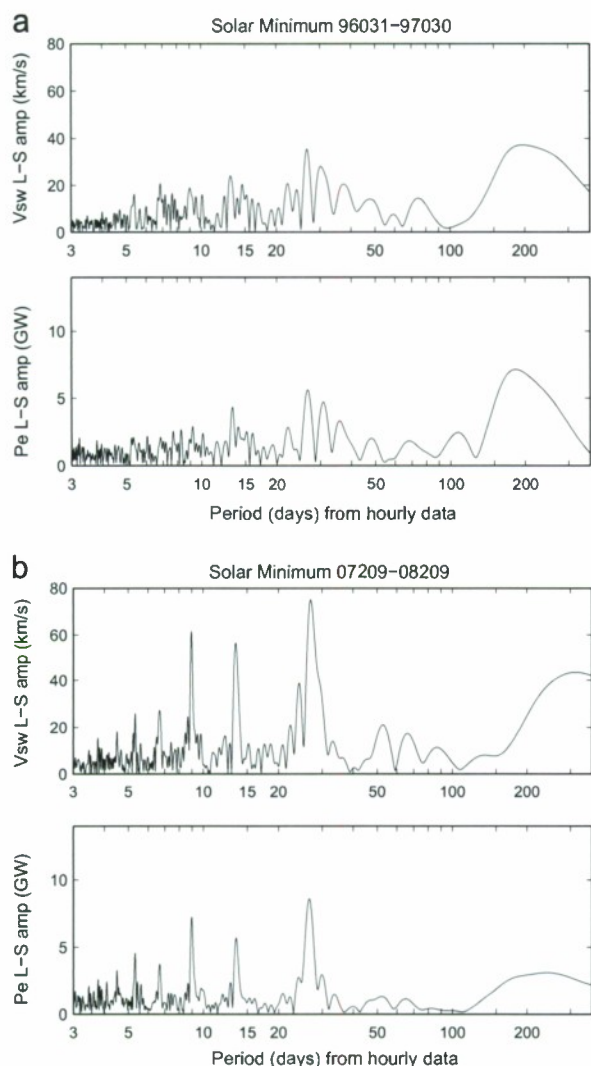 a
Solar Minimum 96031−97030
80
60
40
20
0
Vsw L−S amp (km/s)
3 5 10 15 20 50 100 200
10
5
0
Pe L−S amp (GW)
3 5 10 15 20 50 100 200
Period (days) from hourly data
b
Solar Minimum 07209−08209
80
60
40
20
0
Vsw L−S amp (km/s)
3 5 10 15 20 50 100 200
10
5
0
Pe L−S amp (GW)
3 5 10 15 20 50 100 200
Period (days) from hourly data